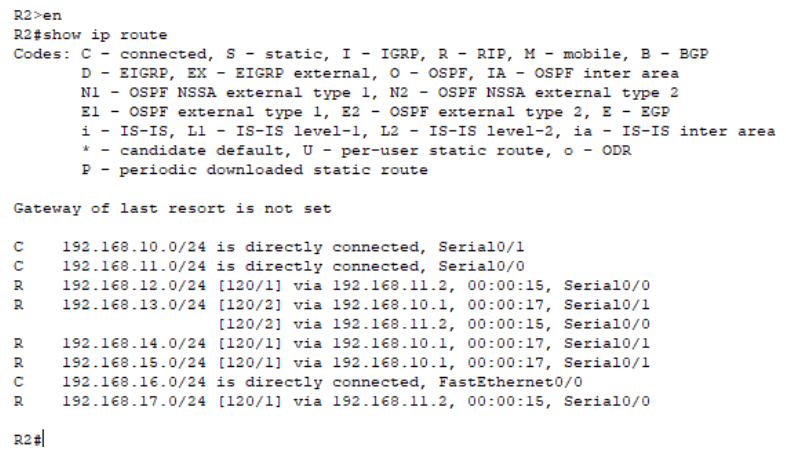 R2>en
R2#show ip route
Codes: C - connected, S - static, I - IGRP, R - RIP, M - mobile, B - BGP
D - EIGRP, EX - EIGRP external, O - OSPF, IA - OSPF inter area
N1 - OSPF NSSA external type 1, N2 - OSPF NSSA external type 2
E1 - OSPF external type 1, E2 - OSPF external type 2, E - EGP
i - IS-IS, L1 - IS-IS level-1, L2 - IS-IS level-2, ia - IS-IS inter area
* - candidate default, U - per-user static route, o - ODR
P - periodic downloaded static route
Gateway of last resort is not set
C 192.168.10.0/24 is directly connected, Serial0/1
C 192.168.11.0/24 is directly connected, Serial0/0
R 192.168.12.0/24 [120/1] via 192.168.11.2, 00:00:15, Serial0/0
R 192.168.13.0/24 [120/2] via 192.168.10.1, 00:00:17, Serial0/1
[120/2] via 192.168.11.2, 00:00:15, Serial0/0
R 192.168.14.0/24 [120/1] via 192.168.10.1, 00:00:17, Serial0/1
R 192.168.15.0/24 [120/1] via 192.168.10.1, 00:00:17, Serial0/1
C 192.168.16.0/24 is directly connected, FastEthernet0/0
R 192.168.17.0/24 [120/1] via 192.168.11.2, 00:00:15, Serial0/0
R2#